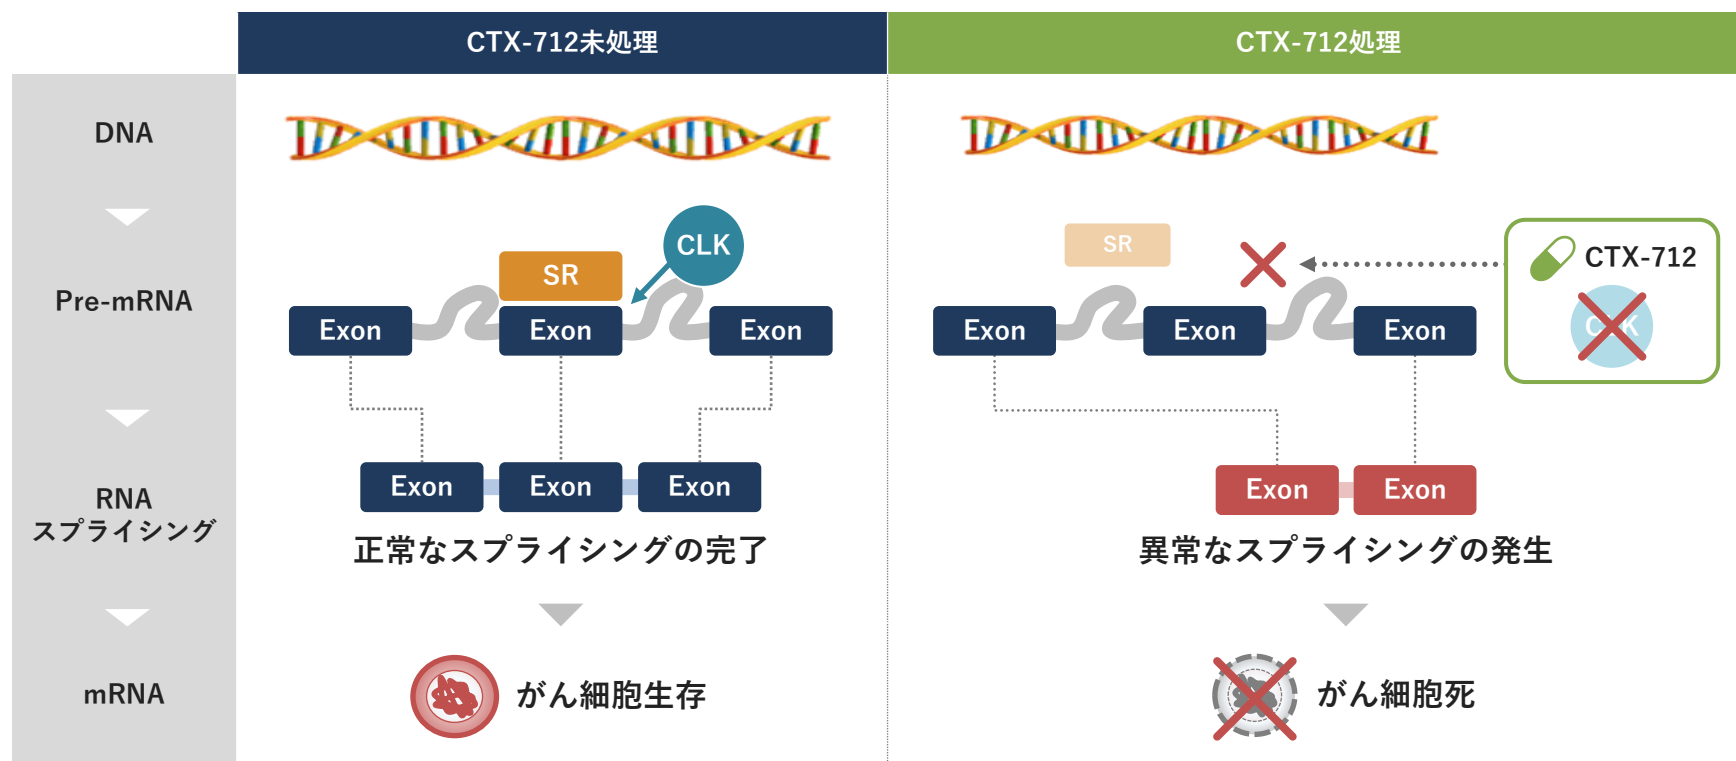 CTX-712未処理
CTX-712処理
DNA
Pre-mRNA
CLK
SR
Exon
Exon
Exon
SR
CTX-712
CLK
Exon
Exon
Exon
RNA
スプライシング
Exon
Exon
Exon
正常なスプライシングの完了
Exon
Exon
異常なスプライシングの発生
mRNA
がん細胞生存
がん細胞死